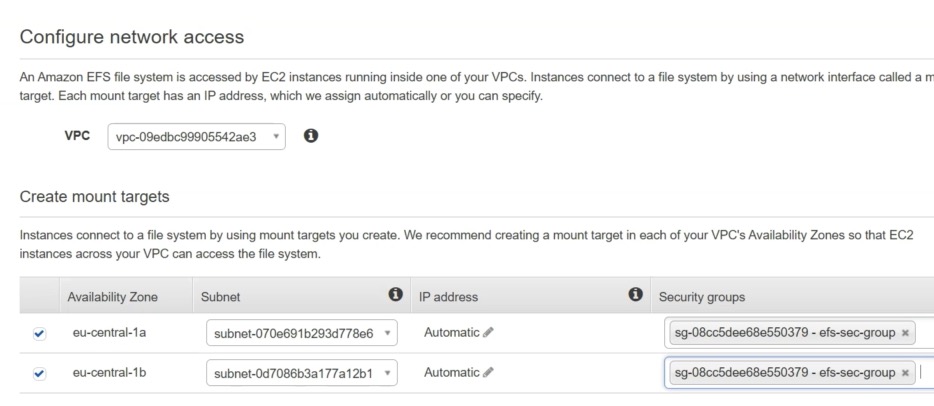 Configure network access
An Amazon EFS file system is accessed by EC2 instances running inside one of your VPCs. Instances connect to a file system by using a network interface called a m
target. Each mount target has an IP address, which we assign automatically or you can specify.
VPC vpc-09edbc99905542ae3
Create mount targets
Instances connect to a file system by using mount targets you create. We recommend creating a mount target in each of your VPC's Availability Zones so that EC2
instances across your VPC can access the file system.
Availability Zone Subnet IP address Security groups
eu-central-1a subnet-070e691b293d778e6 Automatic sg-08cc5dee68e550379 - efs-sec-group
eu-central-1b subnet-0d7086b3a177a12b1 Automatic sg-08cc5dee68e550379 - efs-sec-group